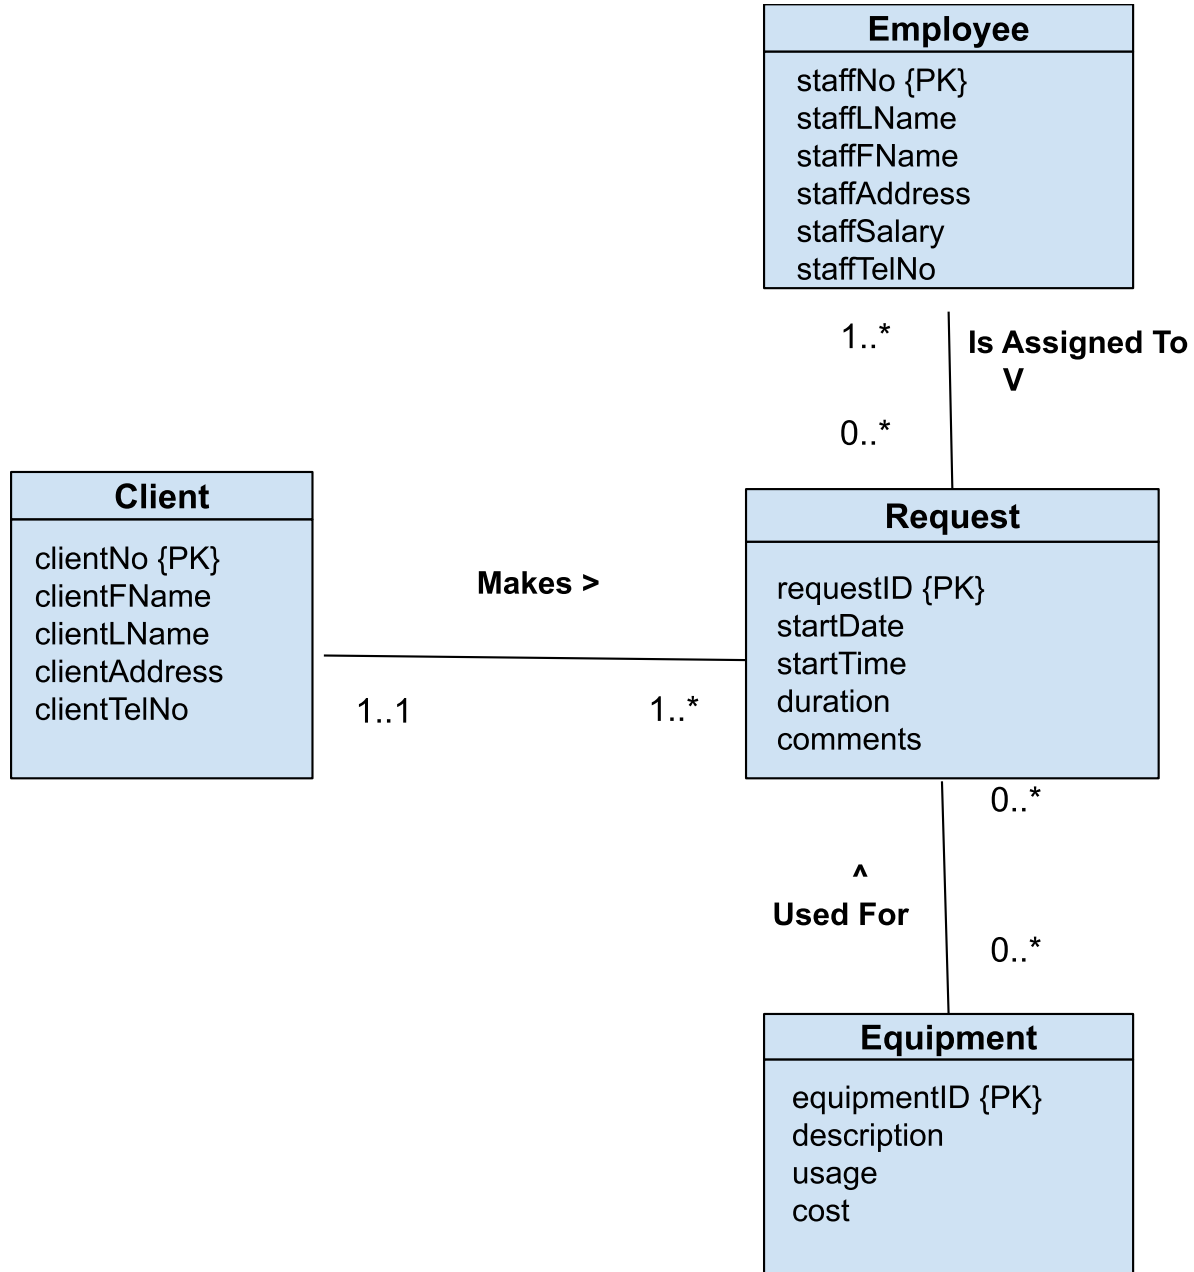 Employee
staffNo {PK}
staffLName
staffFName
staffAddress
staffSalary
staffTelNo
1..*
Is Assigned To
V
0..*
Client
clientNo {PK}
clientFName
clientLName
clientAddress
clientTelNo
Makes >
1..1
1..*
Request
requestID {PK}
startDate
startTime
duration
comments
0..*
^
Used For
0..*
Equipment
equipmentID {PK}
description
usage
cost